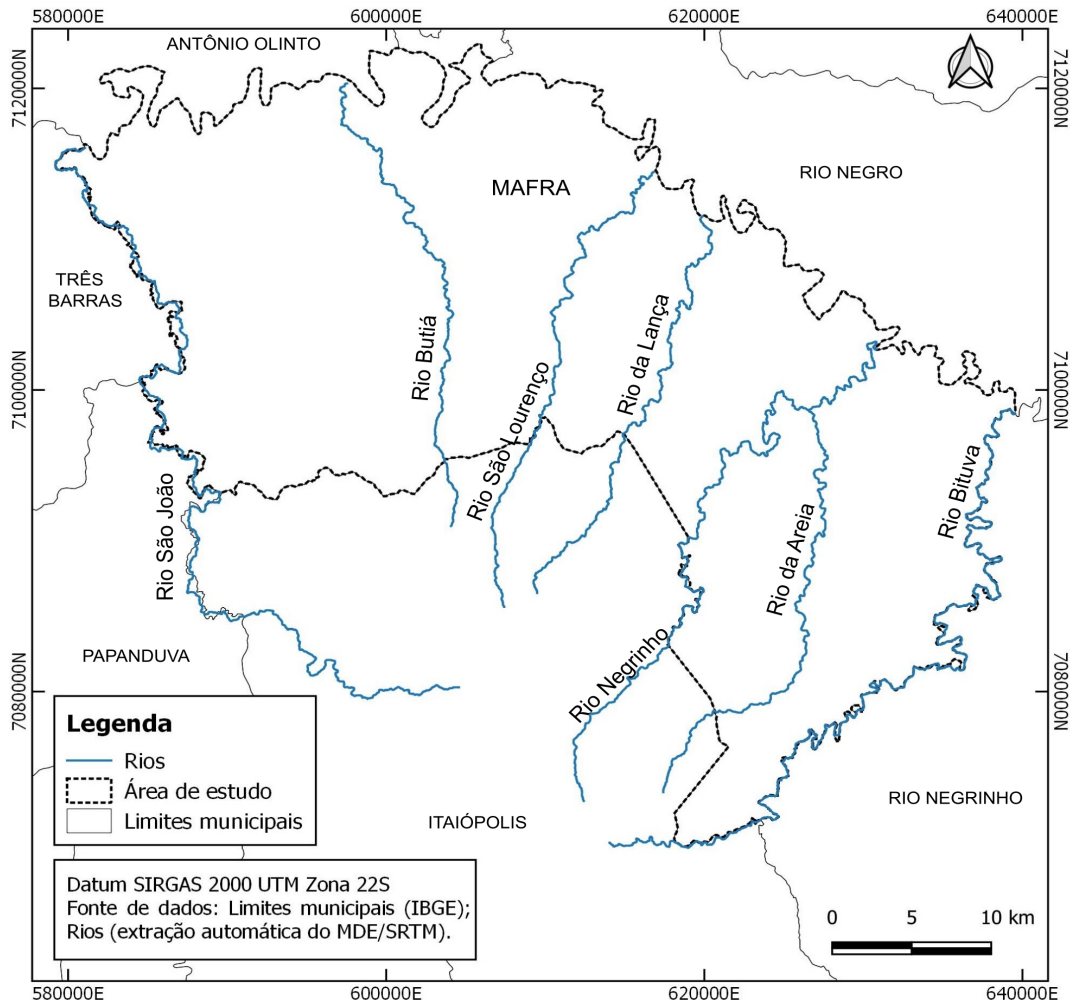 580000E
600000E
620000E
640000E
ANTÔNIO OLINTO
7120000N
7120000N
RIO NEGRO
MAFRA
TRÊS
BARRAS
Rio Butiá
Rio São Lourenço
Rio da Lança
7100000N
7100000N
Rio São João
Rio da Areia
Rio Bituva
PAPANDUVA
Rio Negrinho
7080000N
7080000N
Legenda
Rios
Área de estudo
Limites municipais
ITAIÓPOLIS
RIO NEGRINHO
Datum SIRGAS 2000 UTM Zona 22S
Fonte de dados: Limites municipais (IBGE);
Rios (extração automática do MDE/SRTM).
0 5 10 km
580000E
600000E
620000E
640000E